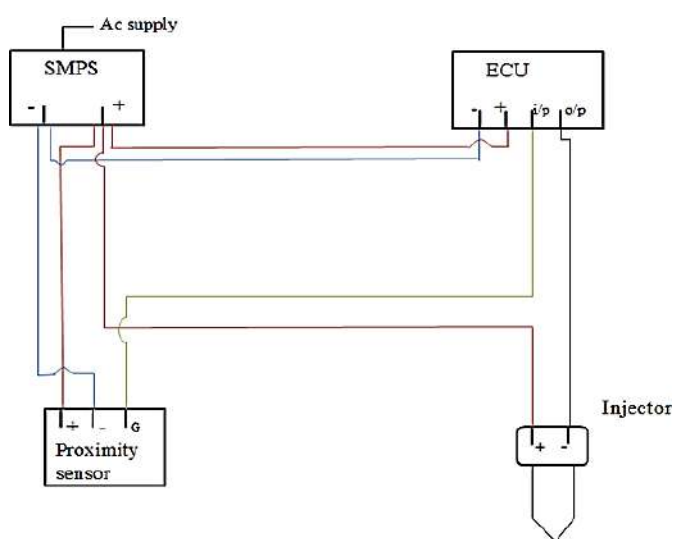 Ac supply
SMPS
- +
ECU
- + i/p o/p
+ - G
Proximity
sensor
Injector
+ -